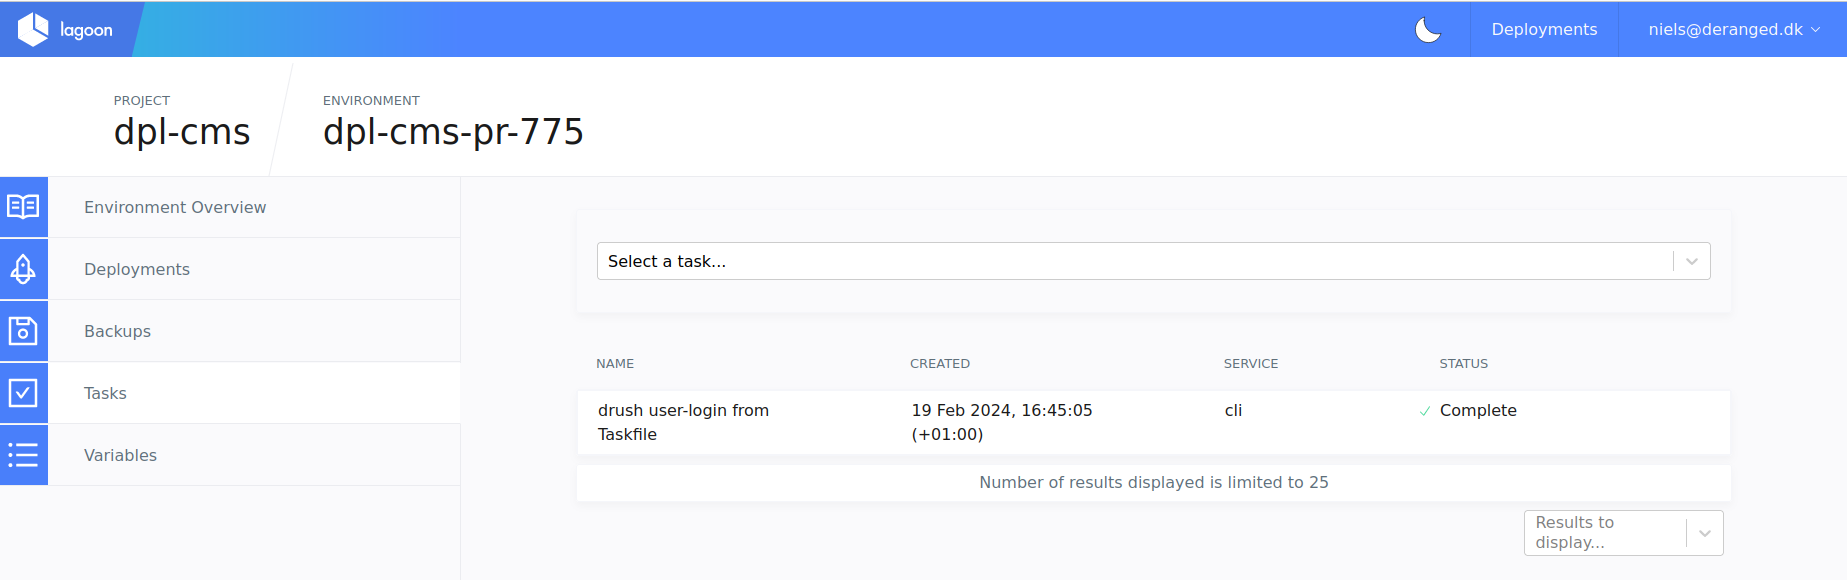 lagoon
Deployments
niels@deranged.dk
PROJECT
dpl-cms
ENVIRONMENT
dpl-cms-pr-775
Environment Overview
Deployments
Backups
Tasks
Variables
Select a task...
NAME
CREATED
SERVICE
STATUS
drush user-login from
Taskfile
19 Feb 2024, 16:45:05
(+01:00)
cli
Complete
Number of results displayed is limited to 25
Results to
display...